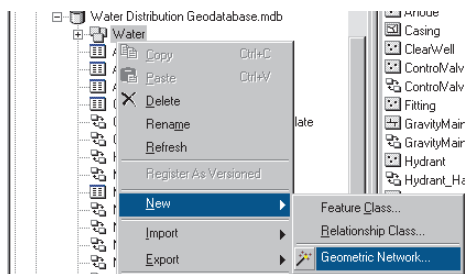 Water Distribution Geodatabase.mdb
Water
Copy Ctrl+C
Paste Ctrl+V
Delete
Rename
Refresh
Register As Versioned
New
Import
Export
late
Feature Class...
Relationship Class...
Geometric Network...
Anode
Casing
ClearWell
ControlValv
ControlValv
Fitting
GravityMain
GravityMain
Hydrant
Hydrant_Ha